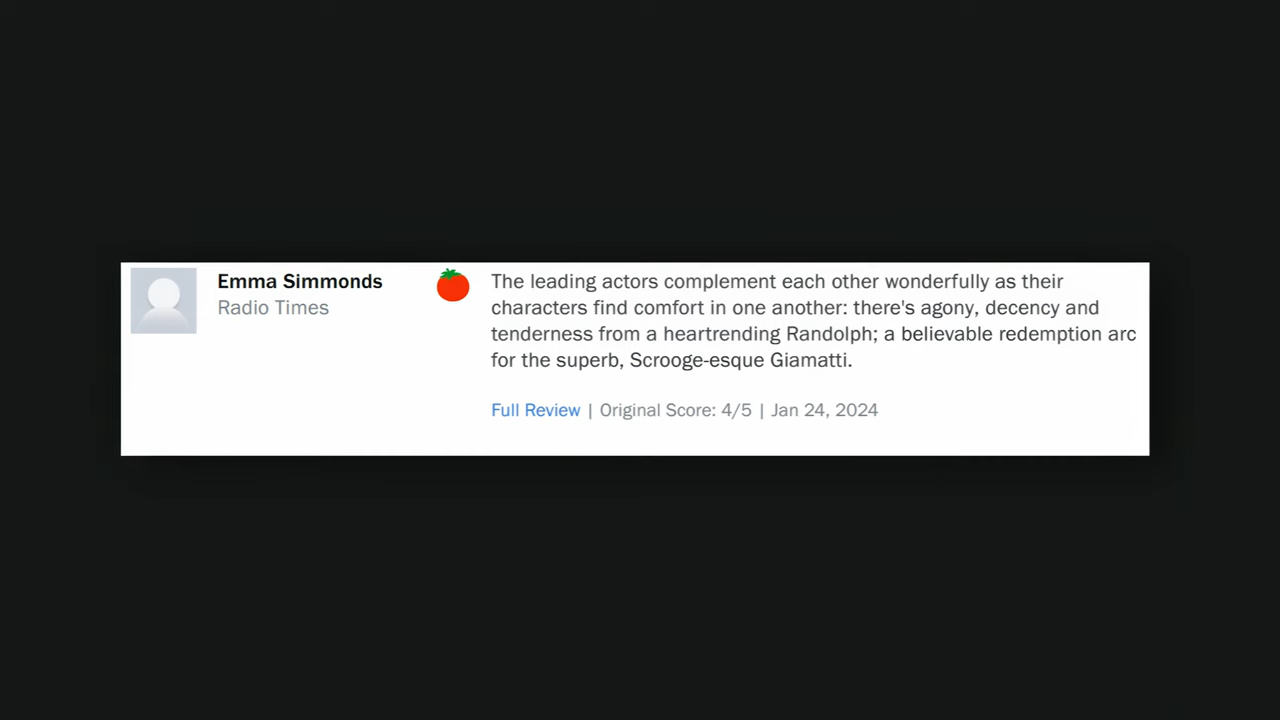 Emma Simmonds
Radio Times
The leading actors complement each other wonderfully as their
characters find comfort in one another: there's agony, decency and
tenderness from a heartrending Randolph; a believable redemption arc
for the superb, Scrooge-esque Giamatti.
Full Review | Original Score: 4/5 | Jan 24, 2024